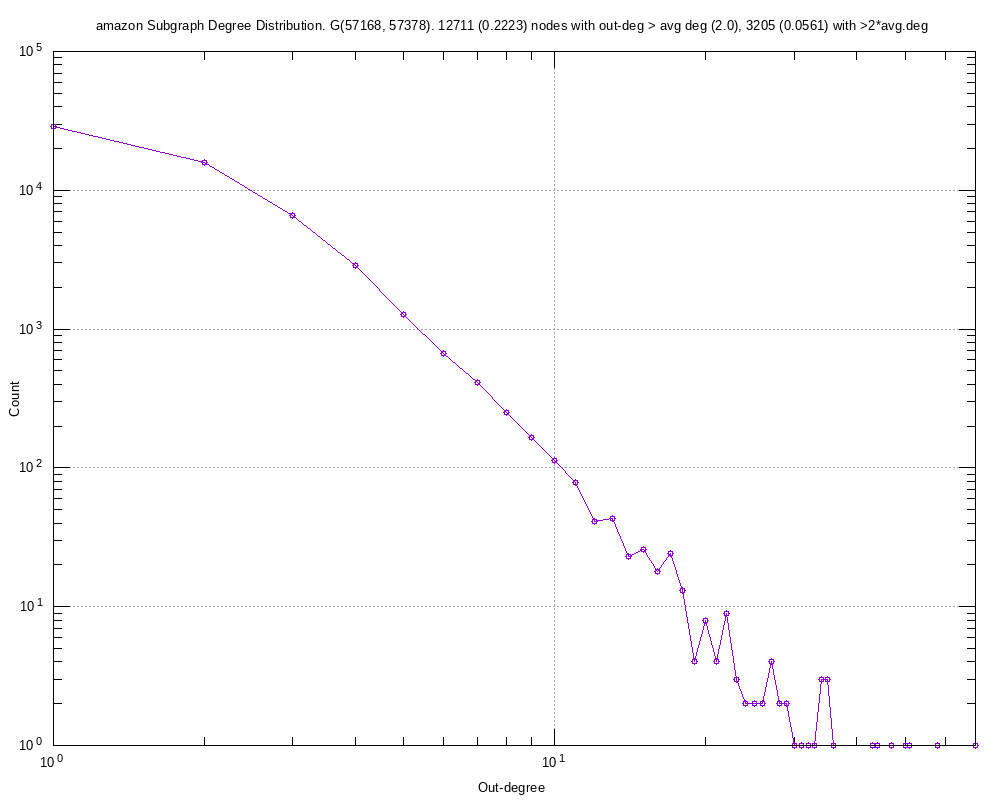 amazon Subgraph Degree Distribution. G(57168, 57378). 12711 (0.2223) nodes with out-deg > avg deg (2.0), 3205 (0.0561) with >2*avg.deg
10^5
10^4
10^3
10^2
10^1
10^0
Count
10^0 10^1
Out-degree